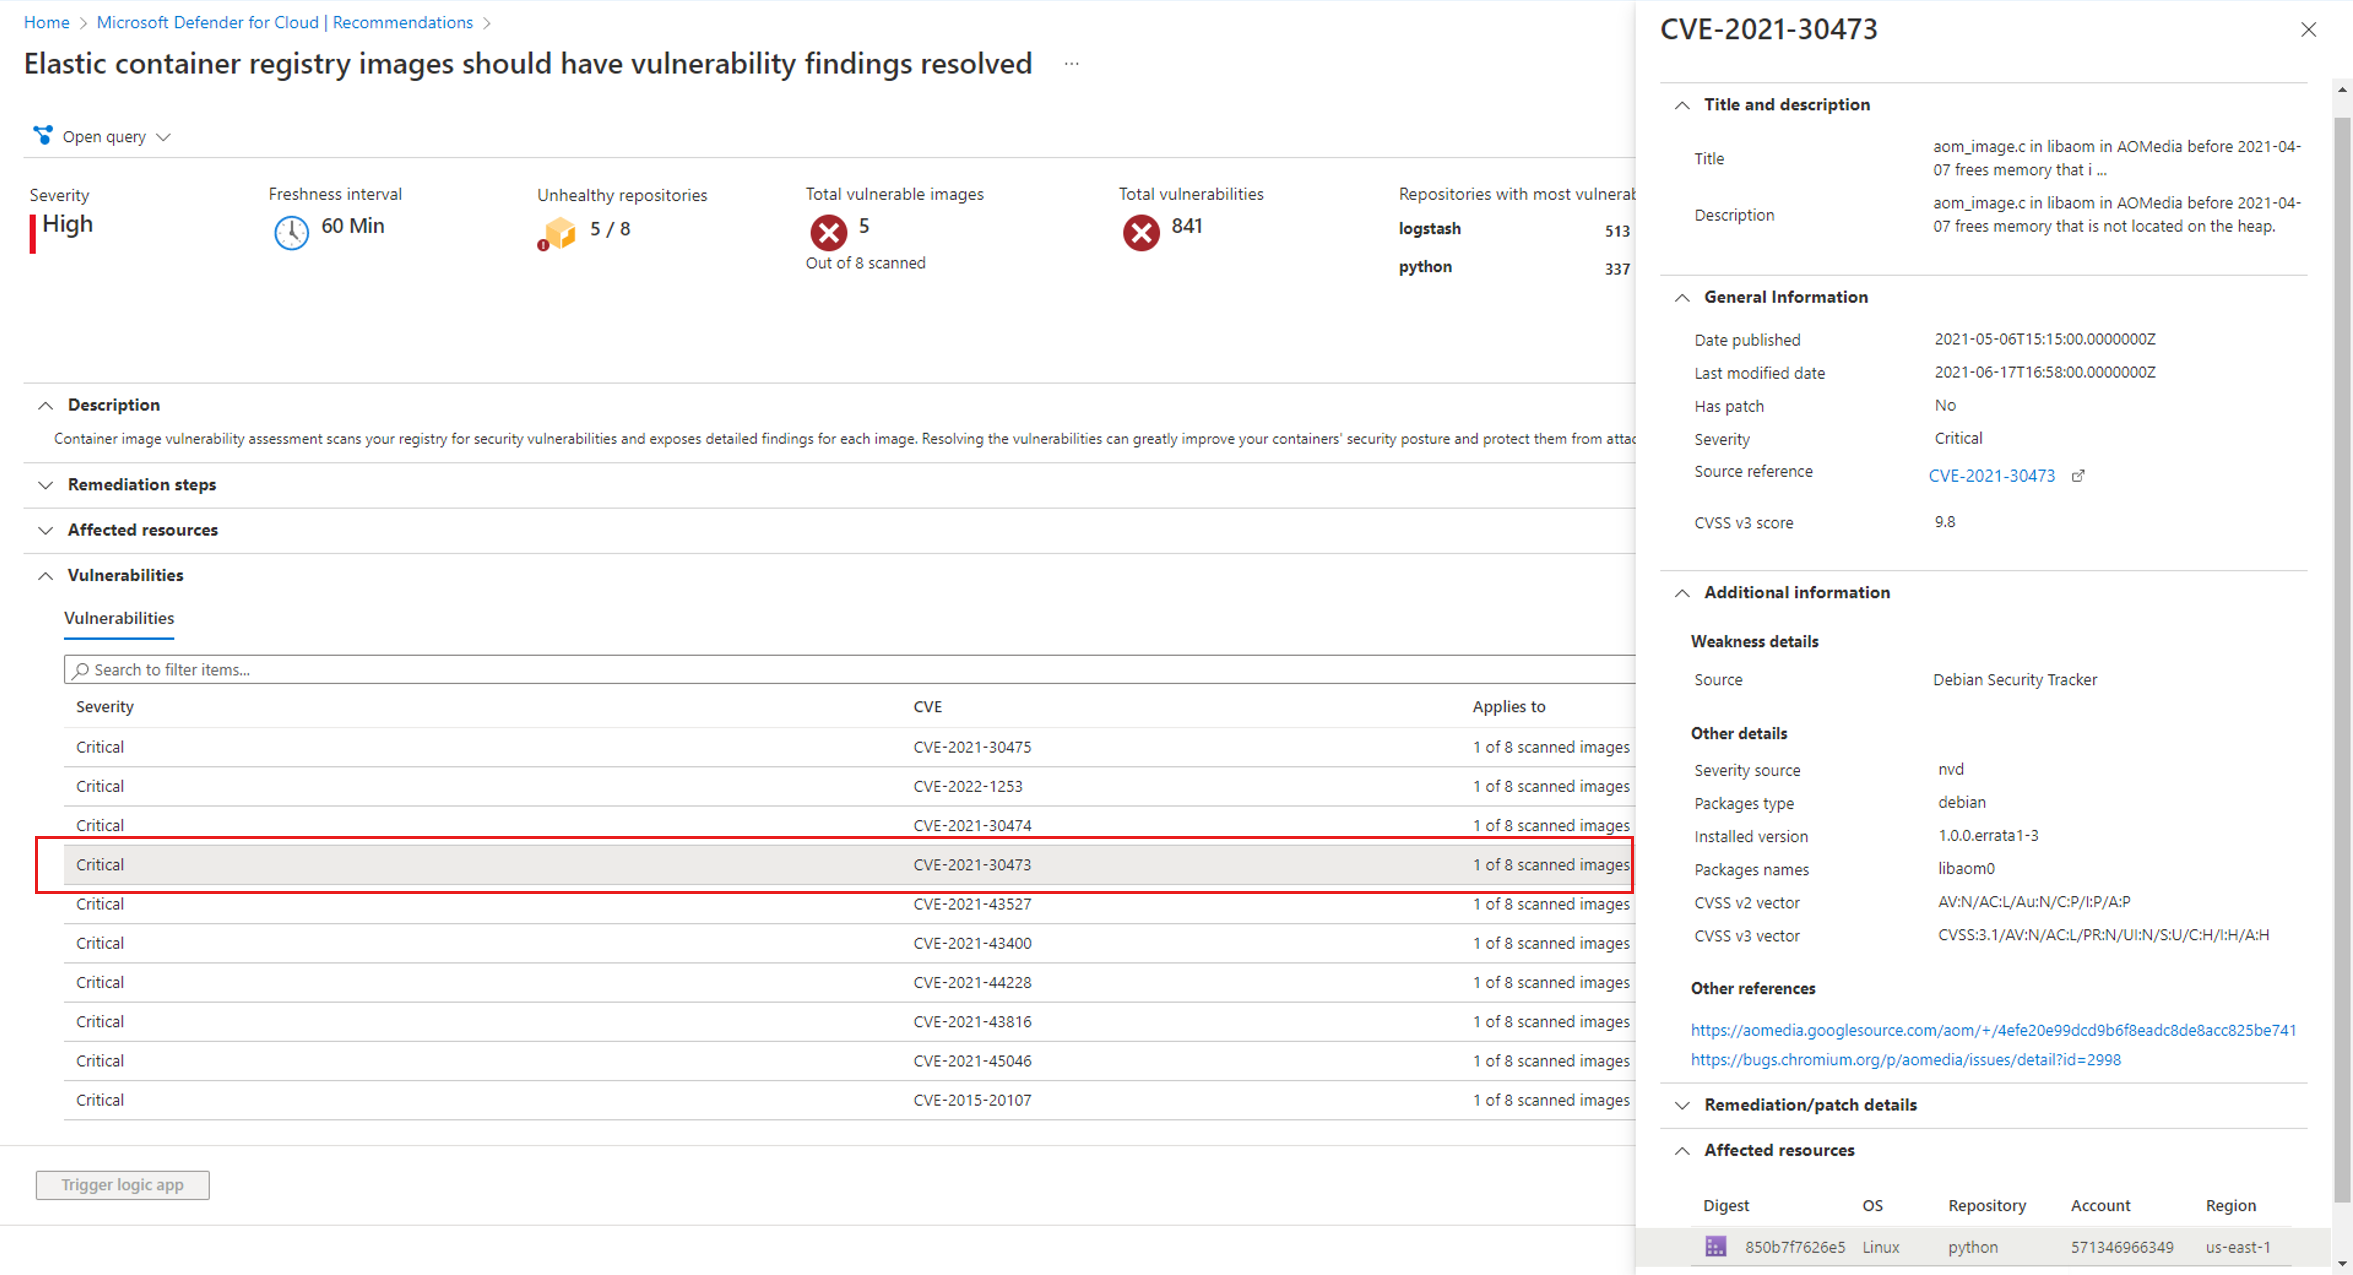 Home > Microsoft Defender for Cloud | Recommendations >
Elastic container registry images should have vulnerability findings resolved ...
Open query
Severity
High
Freshness interval
60 Min
Unhealthy repositories
5 / 8
Total vulnerable images
5
Out of 8 scanned
Total vulnerabilities
841
Repositories with most vulnerab
logstash 513
python 337
Description
Container image vulnerability assessment scans your registry for security vulnerabilities and exposes detailed findings for each image. Resolving the vulnerabilities can greatly improve your containers' security posture and protect them from attac
Remediation steps
Affected resources
Vulnerabilities
Vulnerabilities
Search to filter items...
Severity CVE Applies to
Critical CVE-2021-30475 1 of 8 scanned images
Critical CVE-2022-1253 1 of 8 scanned images
Critical CVE-2021-30474 1 of 8 scanned images
Critical CVE-2021-30473 1 of 8 scanned images
Critical CVE-2021-43527 1 of 8 scanned images
Critical CVE-2021-43400 1 of 8 scanned images
Critical CVE-2021-44228 1 of 8 scanned images
Critical CVE-2021-43816 1 of 8 scanned images
Critical CVE-2021-45046 1 of 8 scanned images
Critical CVE-2015-20107 1 of 8 scanned images
Trigger logic app
CVE-2021-30473
Title and description
Title aom_image.c in libaom in AOMedia before 2021-04-
07 frees memory that i ...
Description aom_image.c in libaom in AOMedia before 2021-04-
07 frees memory that is not located on the heap.
General Information
Date published 2021-05-06T15:15:00.0000000Z
Last modified date 2021-06-17T16:58:00.0000000Z
Has patch No
Severity Critical
Source reference CVE-2021-30473
CVSS v3 score 9.8
Additional information
Weakness details
Source Debian Security Tracker
Other details
Severity source nvd
Packages type debian
Installed version 1.0.0.errata1-3
Packages names libaom0
CVSS v2 vector AV:N/AC:L/Au:N/C:P/I:P/A:P
CVSS v3 vector CVSS:3.1/AV:N/AC:L/PR:N/UI:N/S:U/C:H/I:H/A:H
Other references
https://aomedia.googlesource.com/aom/+/4efe20e99dcd9b6f8eadc8de8acc825be741
https://bugs.chromium.org/p/aomedia/issues/detail?id=2998
Remediation/patch details
Affected resources
Digest OS Repository Account Region
850b7f7626e5 Linux python 571346966349 us-east-1